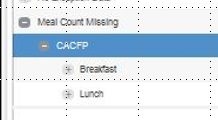 Meal Count Missing
CACFP
Breakfast
Lunch